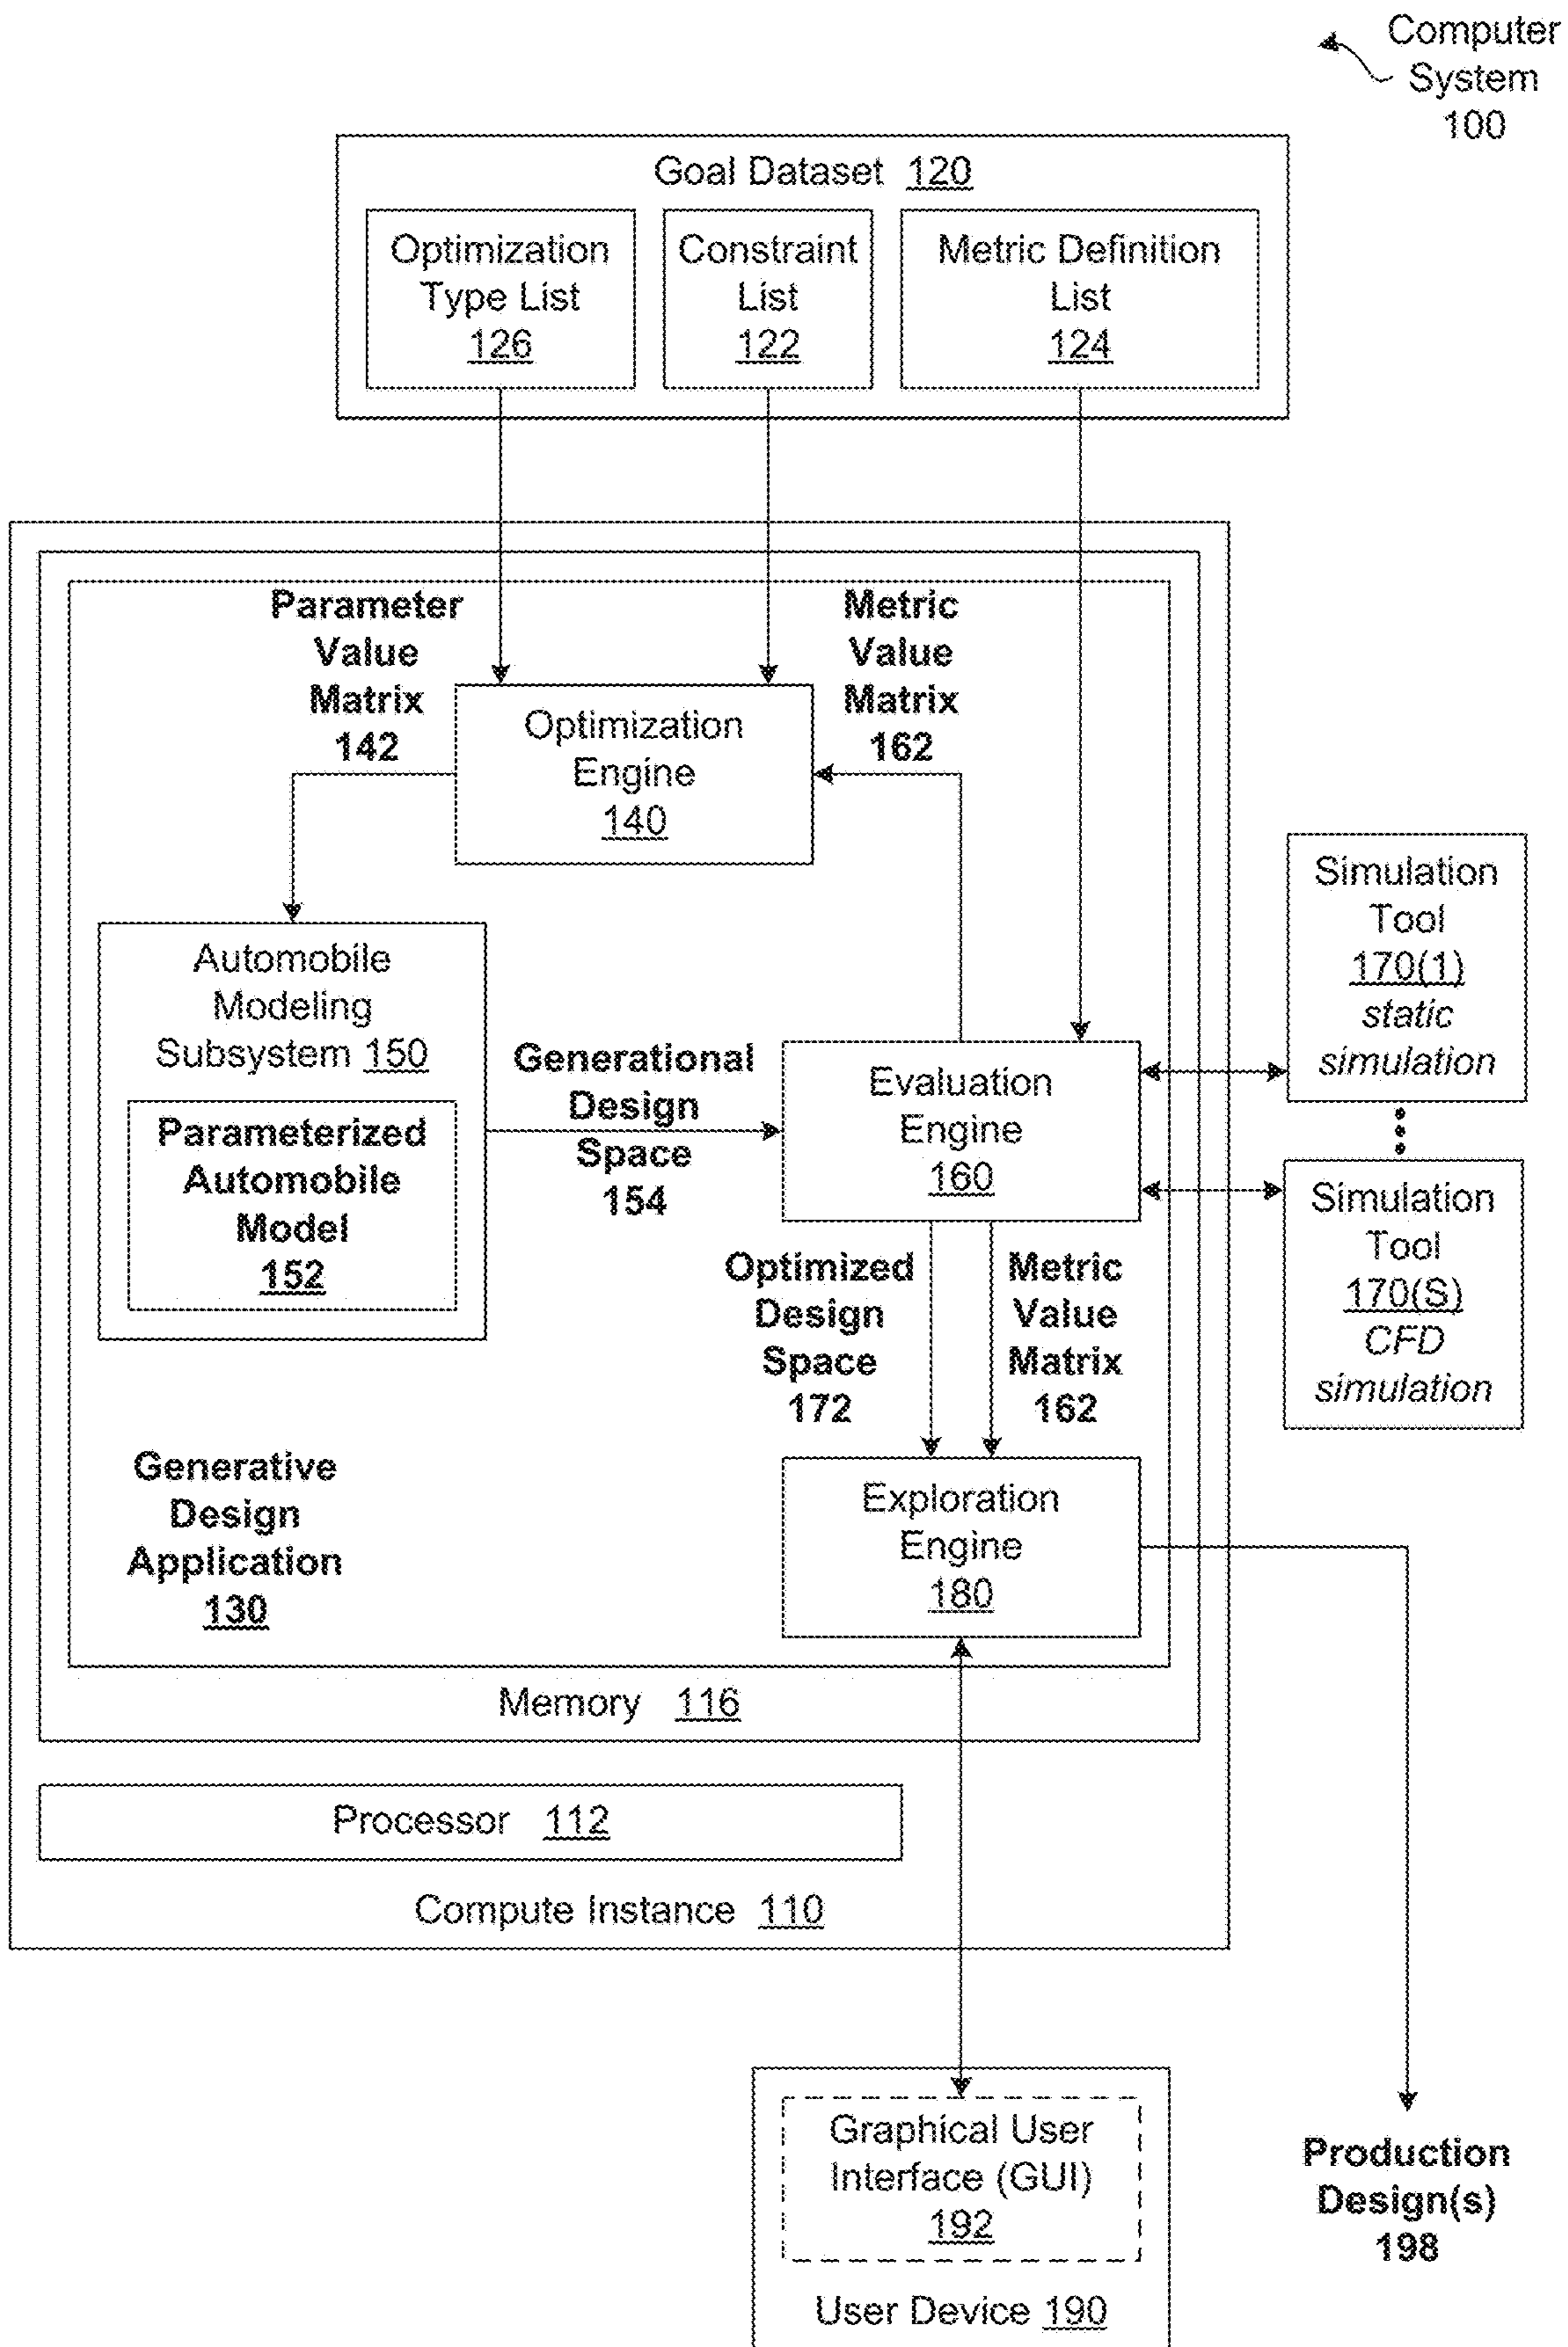 Computer
System
100
Goal Dataset 120
Optimization
Type List
126
Constraint
List
122
Metric Definition
List
124
Parameter
Value
Matrix
142
Metric
Value
Matrix
162
Optimization
Engine
140
Simulation
Tool
170(1)
static
simulation
Automobile
Modeling
Subsystem 150
Parameterized
Automobile
Model
152
Generational
Design
Space
154
Evaluation
Engine
160
Simulation
Tool
170(S)
CFD
simulation
Optimized
Design
Space
172
Metric
Value
Matrix
162
Generative
Design
Application
130
Exploration
Engine
180
Memory 116
Processor 112
Compute Instance 110
Graphical User
Interface (GUI)
192
User Device 190
Production
Design(s)
198